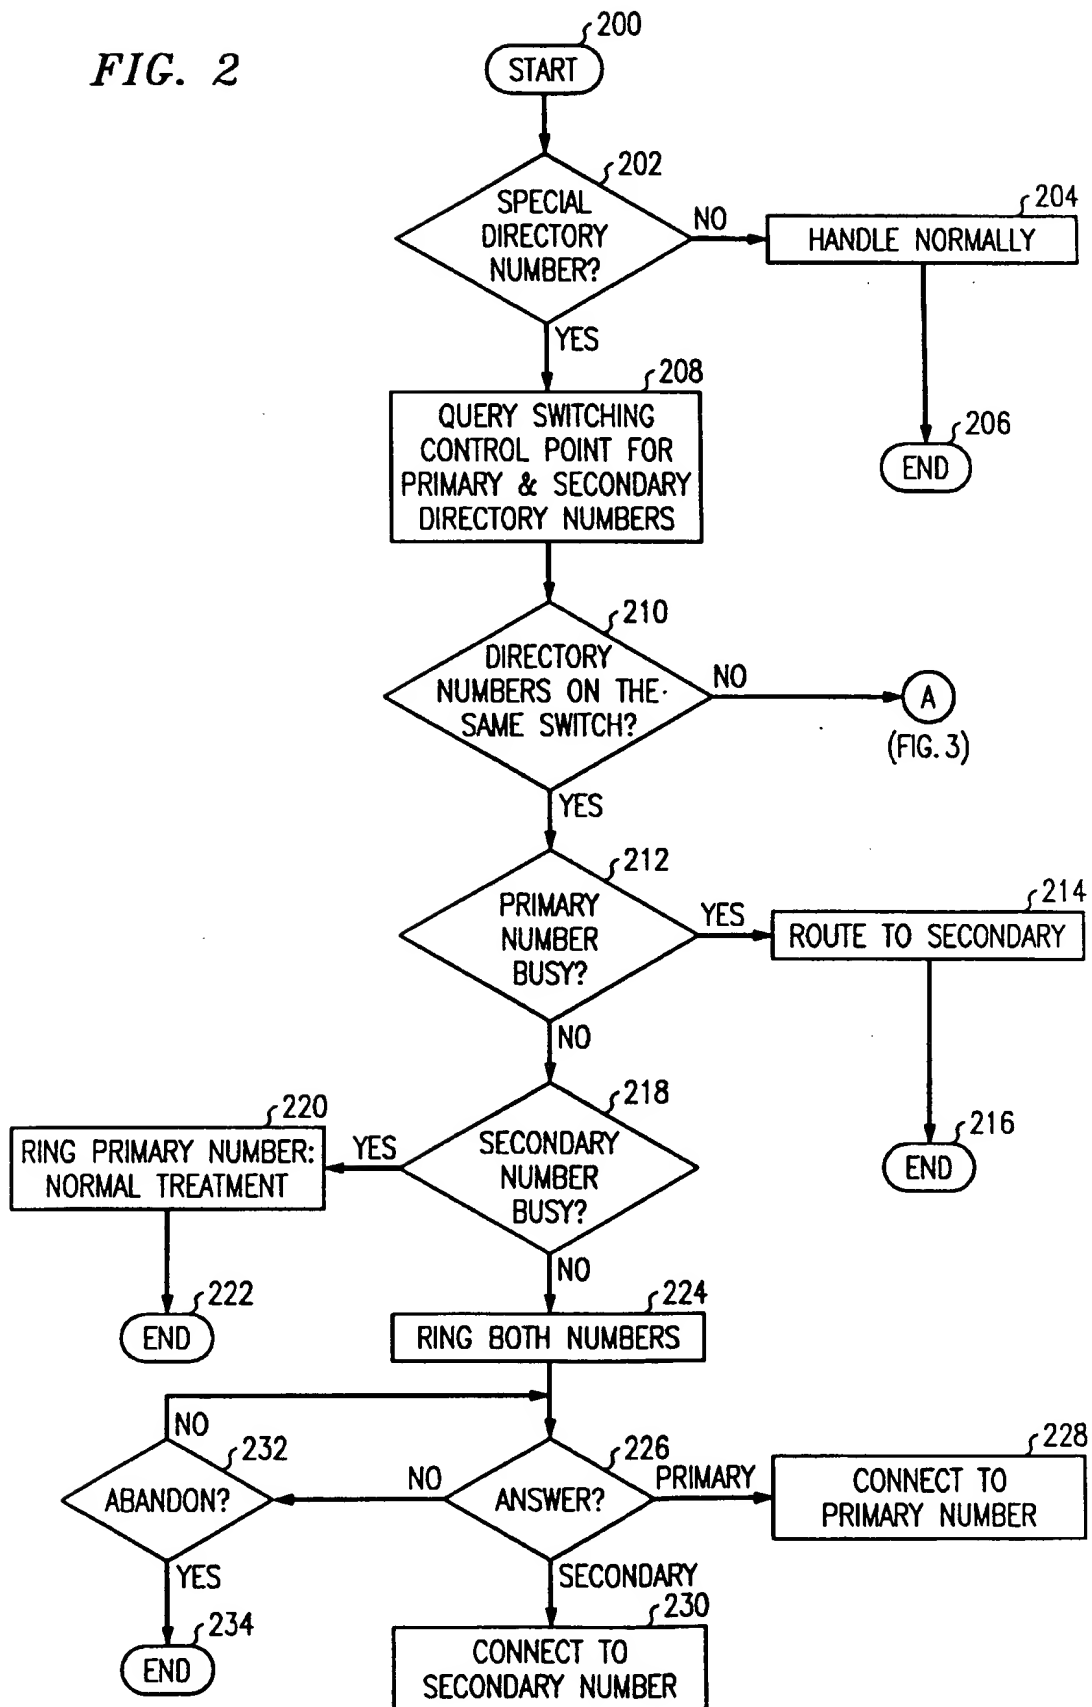 FIG. 2
200
START
202
SPECIAL
DIRECTORY
NUMBER?
NO
204
HANDLE NORMALLY
YES
206
END
208
QUERY SWITCHING
CONTROL POINT FOR
PRIMARY & SECONDARY
DIRECTORY NUMBERS
210
DIRECTORY
NUMBERS ON THE
SAME SWITCH?
NO
A
(FIG. 3)
YES
212
PRIMARY
NUMBER
BUSY?
YES
214
ROUTE TO SECONDARY
NO
216
END
218
SECONDARY
NUMBER
BUSY?
YES
220
RING PRIMARY NUMBER:
NORMAL TREATMENT
222
END
NO
224
RING BOTH NUMBERS
226
ANSWER?
PRIMARY
228
CONNECT TO
PRIMARY NUMBER
NO
232
ABANDON?
NO
YES
234
END
SECONDARY
230
CONNECT TO
SECONDARY NUMBER